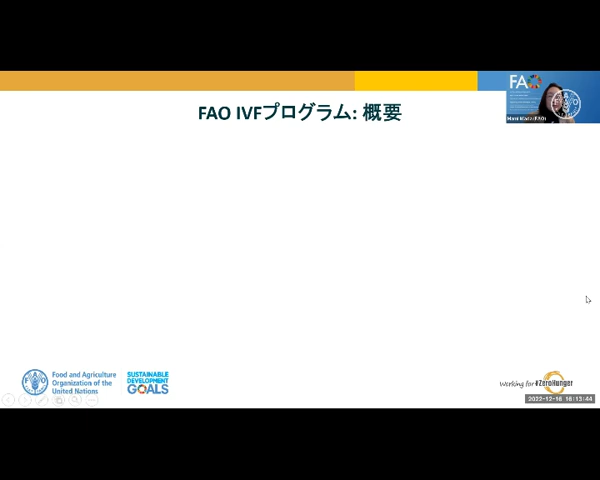 FAO IVFプログラム: 概要
FAO
Food and Agriculture
Organization of the
United Nations
SUSTAINABLE
DEVELOPMENT
GOALS
Working for #ZeroHunger
2022-12-16 16:13:44